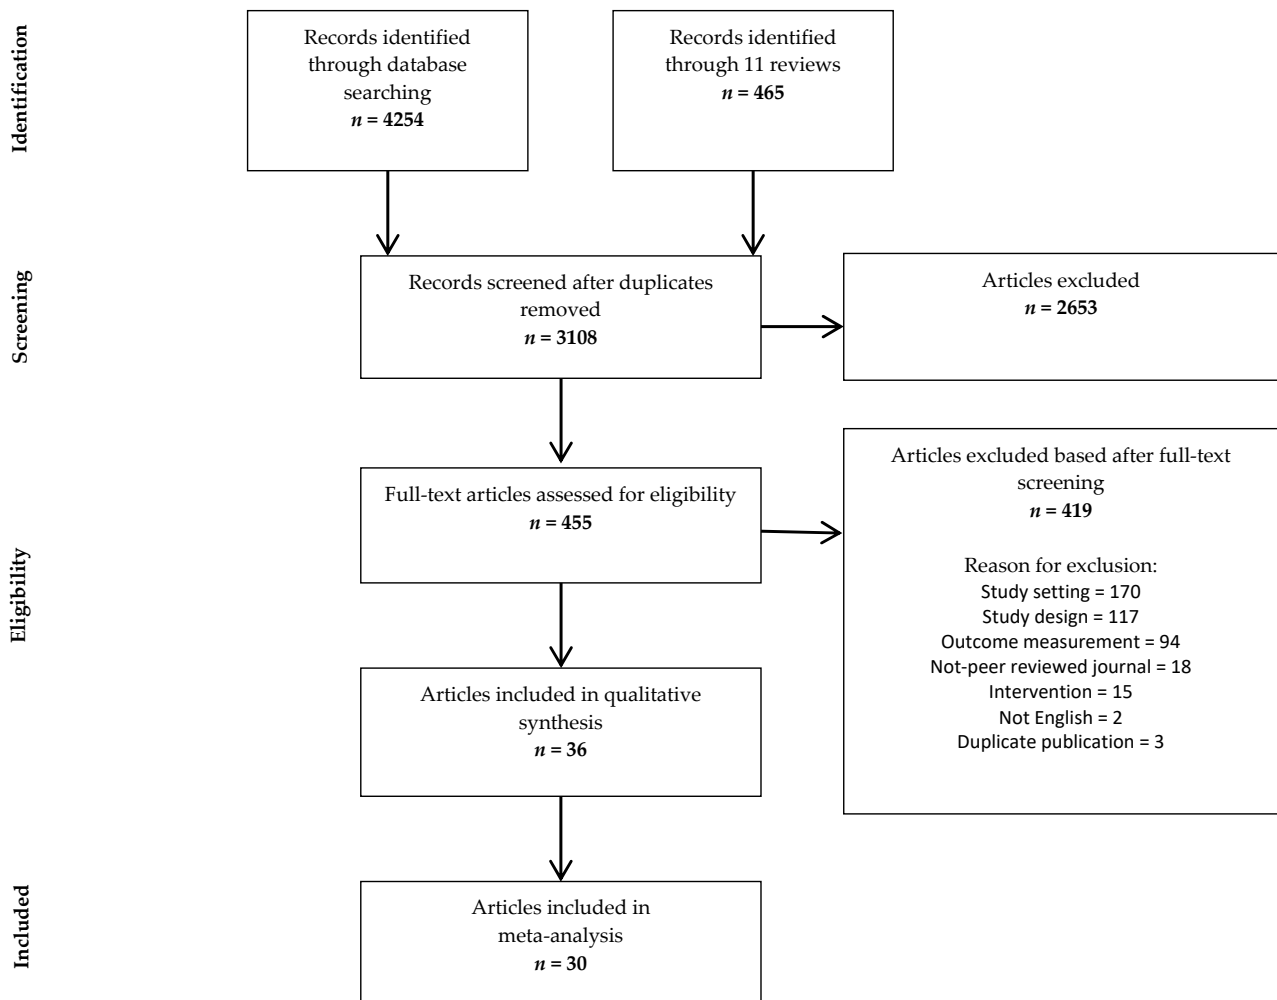 Identification
Records identified
through database
searching
n = 4254
Records identified
through 11 reviews
n = 465
Screening
Records screened after duplicates
removed
n = 3108
Articles excluded
n = 2653
Eligibility
Full-text articles assessed for eligibility
n = 455
Articles excluded based after full-text
screening
n = 419
Reason for exclusion:
Study setting = 170
Study design = 117
Outcome measurement = 94
Not-peer reviewed journal = 18
Intervention = 15
Not English = 2
Duplicate publication = 3
Articles included in qualitative
synthesis
n = 36
Included
Articles included in
meta-analysis
n = 30